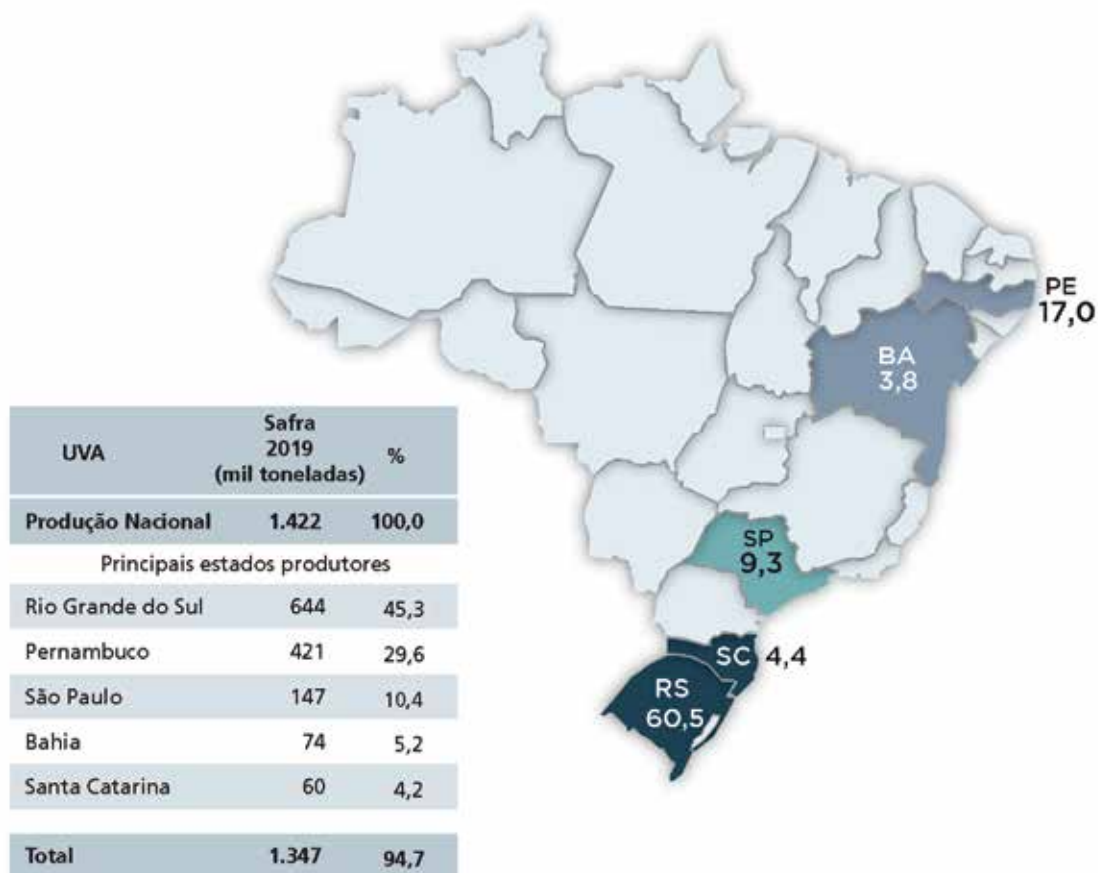 PE
17,0
BA
3,8
SP
9,3
SC 4,4
RS
60,5
UVA Safra 2019 (mil toneladas) %
Produção Nacional 1.422 100,0
Principais estados produtores
Rio Grande do Sul 644 45,3
Pernambuco 421 29,6
São Paulo 147 10,4
Bahia 74 5,2
Santa Catarina 60 4,2
Total 1.347 94,7